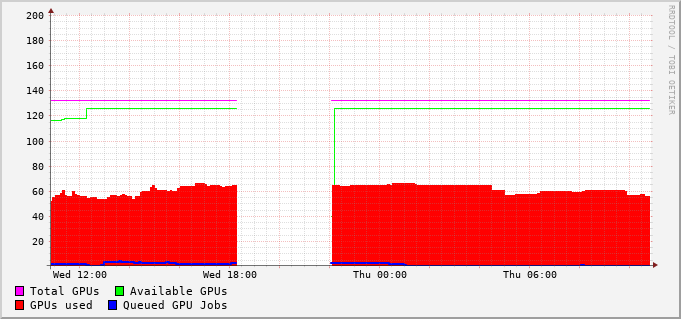 RRDTOOL / TOBI OETIKER
200
180
160
140
120
100
80
60
40
20
Wed 12:00 Wed 18:00 Thu 00:00 Thu 06:00
Total GPUs Available GPUs
GPUs used Queued GPU Jobs